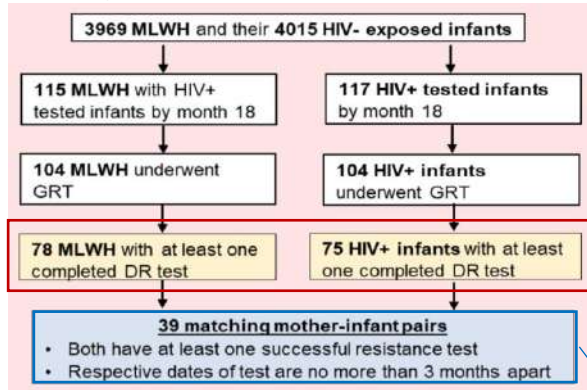 3969 MLWH and their 4015 HIV- exposed infants
115 MLWH with HIV+
tested infants by month 18
117 HIV+ tested infants
by month 18
104 MLWH underwent
GRT
104 HIV+ infants
underwent GRT
78 MLWH with at least one
completed DR test
75 HIV+ infants with at least
one completed DR test
39 matching mother-infant pairs
• Both have at least one successful resistance test
• Respective dates of test are no more than 3 months apart